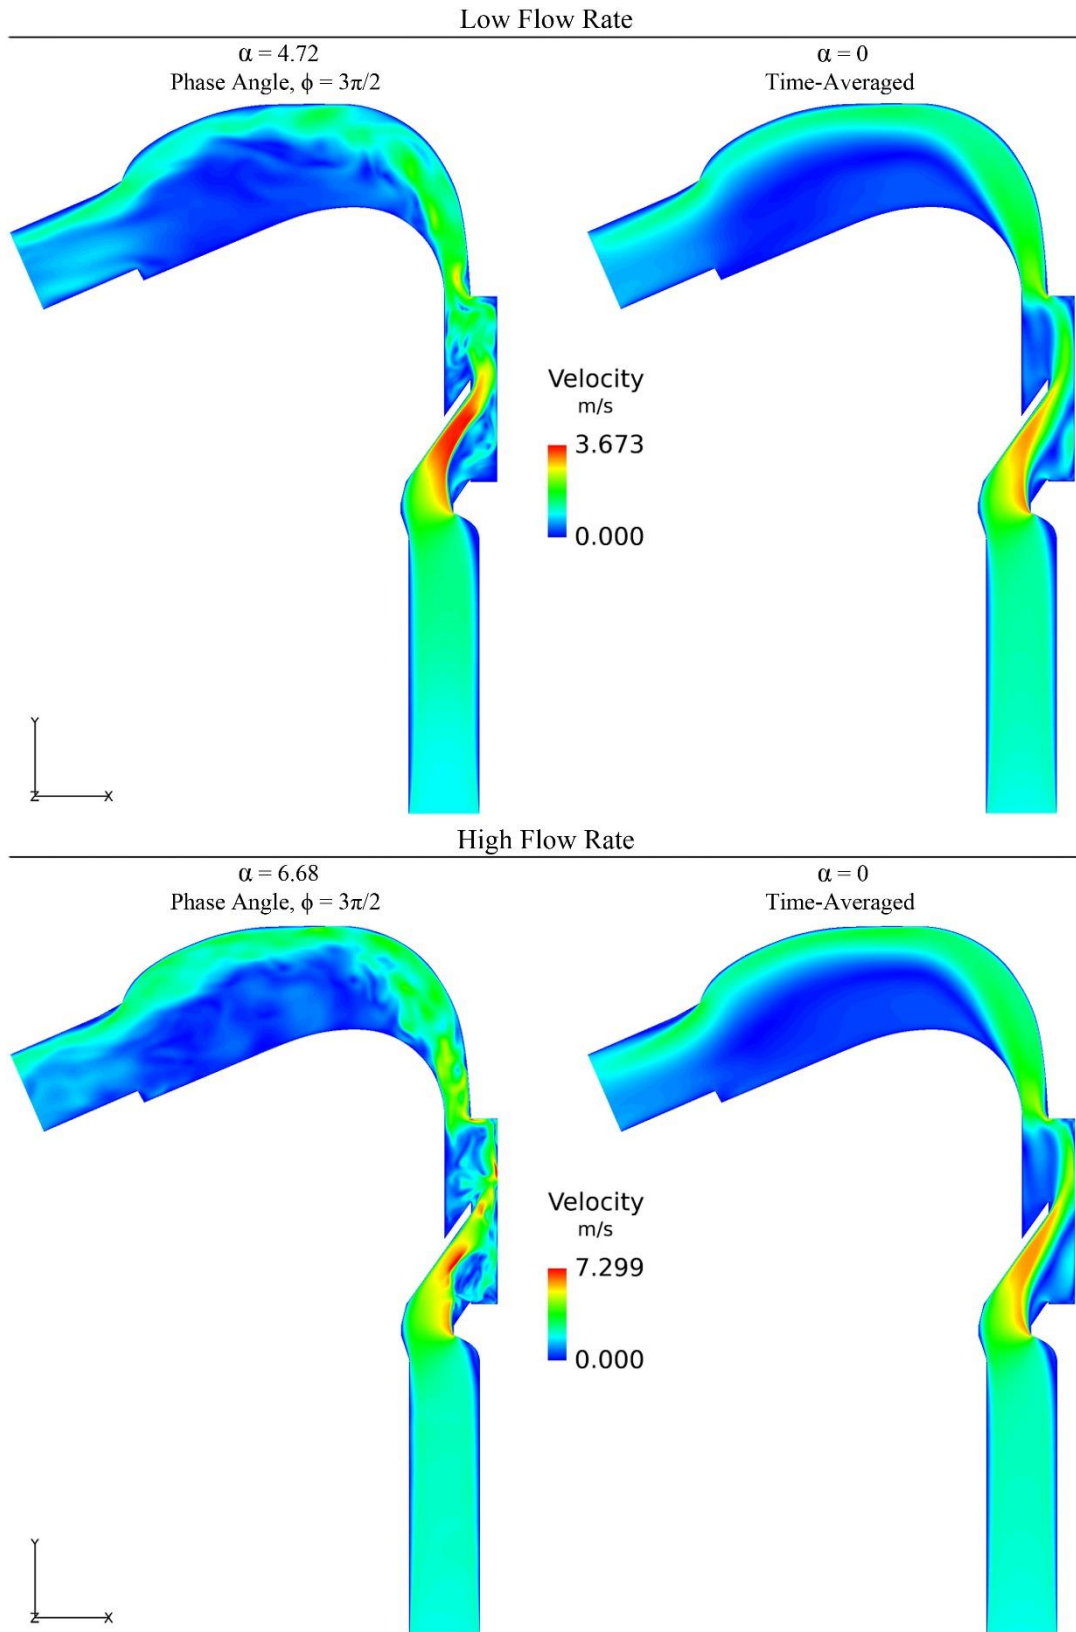 Low Flow Rate
α = 4.72
Phase Angle, ϕ = 3π/2
α = 0
Time-Averaged
Velocity
m/s
3.673
0.000
Y
Z X
High Flow Rate
α = 6.68
Phase Angle, ϕ = 3π/2
α = 0
Time-Averaged
Velocity
m/s
7.299
0.000
Y
Z X